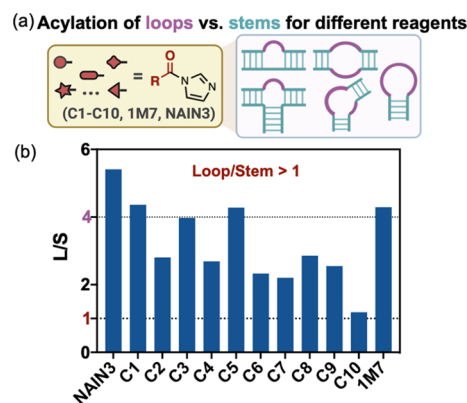 (a) Acylation of loops vs. stems for different reagents
O
R
N
N
=
...
(C1-C10, 1M7, NAIN3)
(b)
Loop/Stem > 1
L/S
6
4
2
1
0
NAIN3 C1 C2 C3 C4 C5 C6 C7 C8 C9 C10 1M7